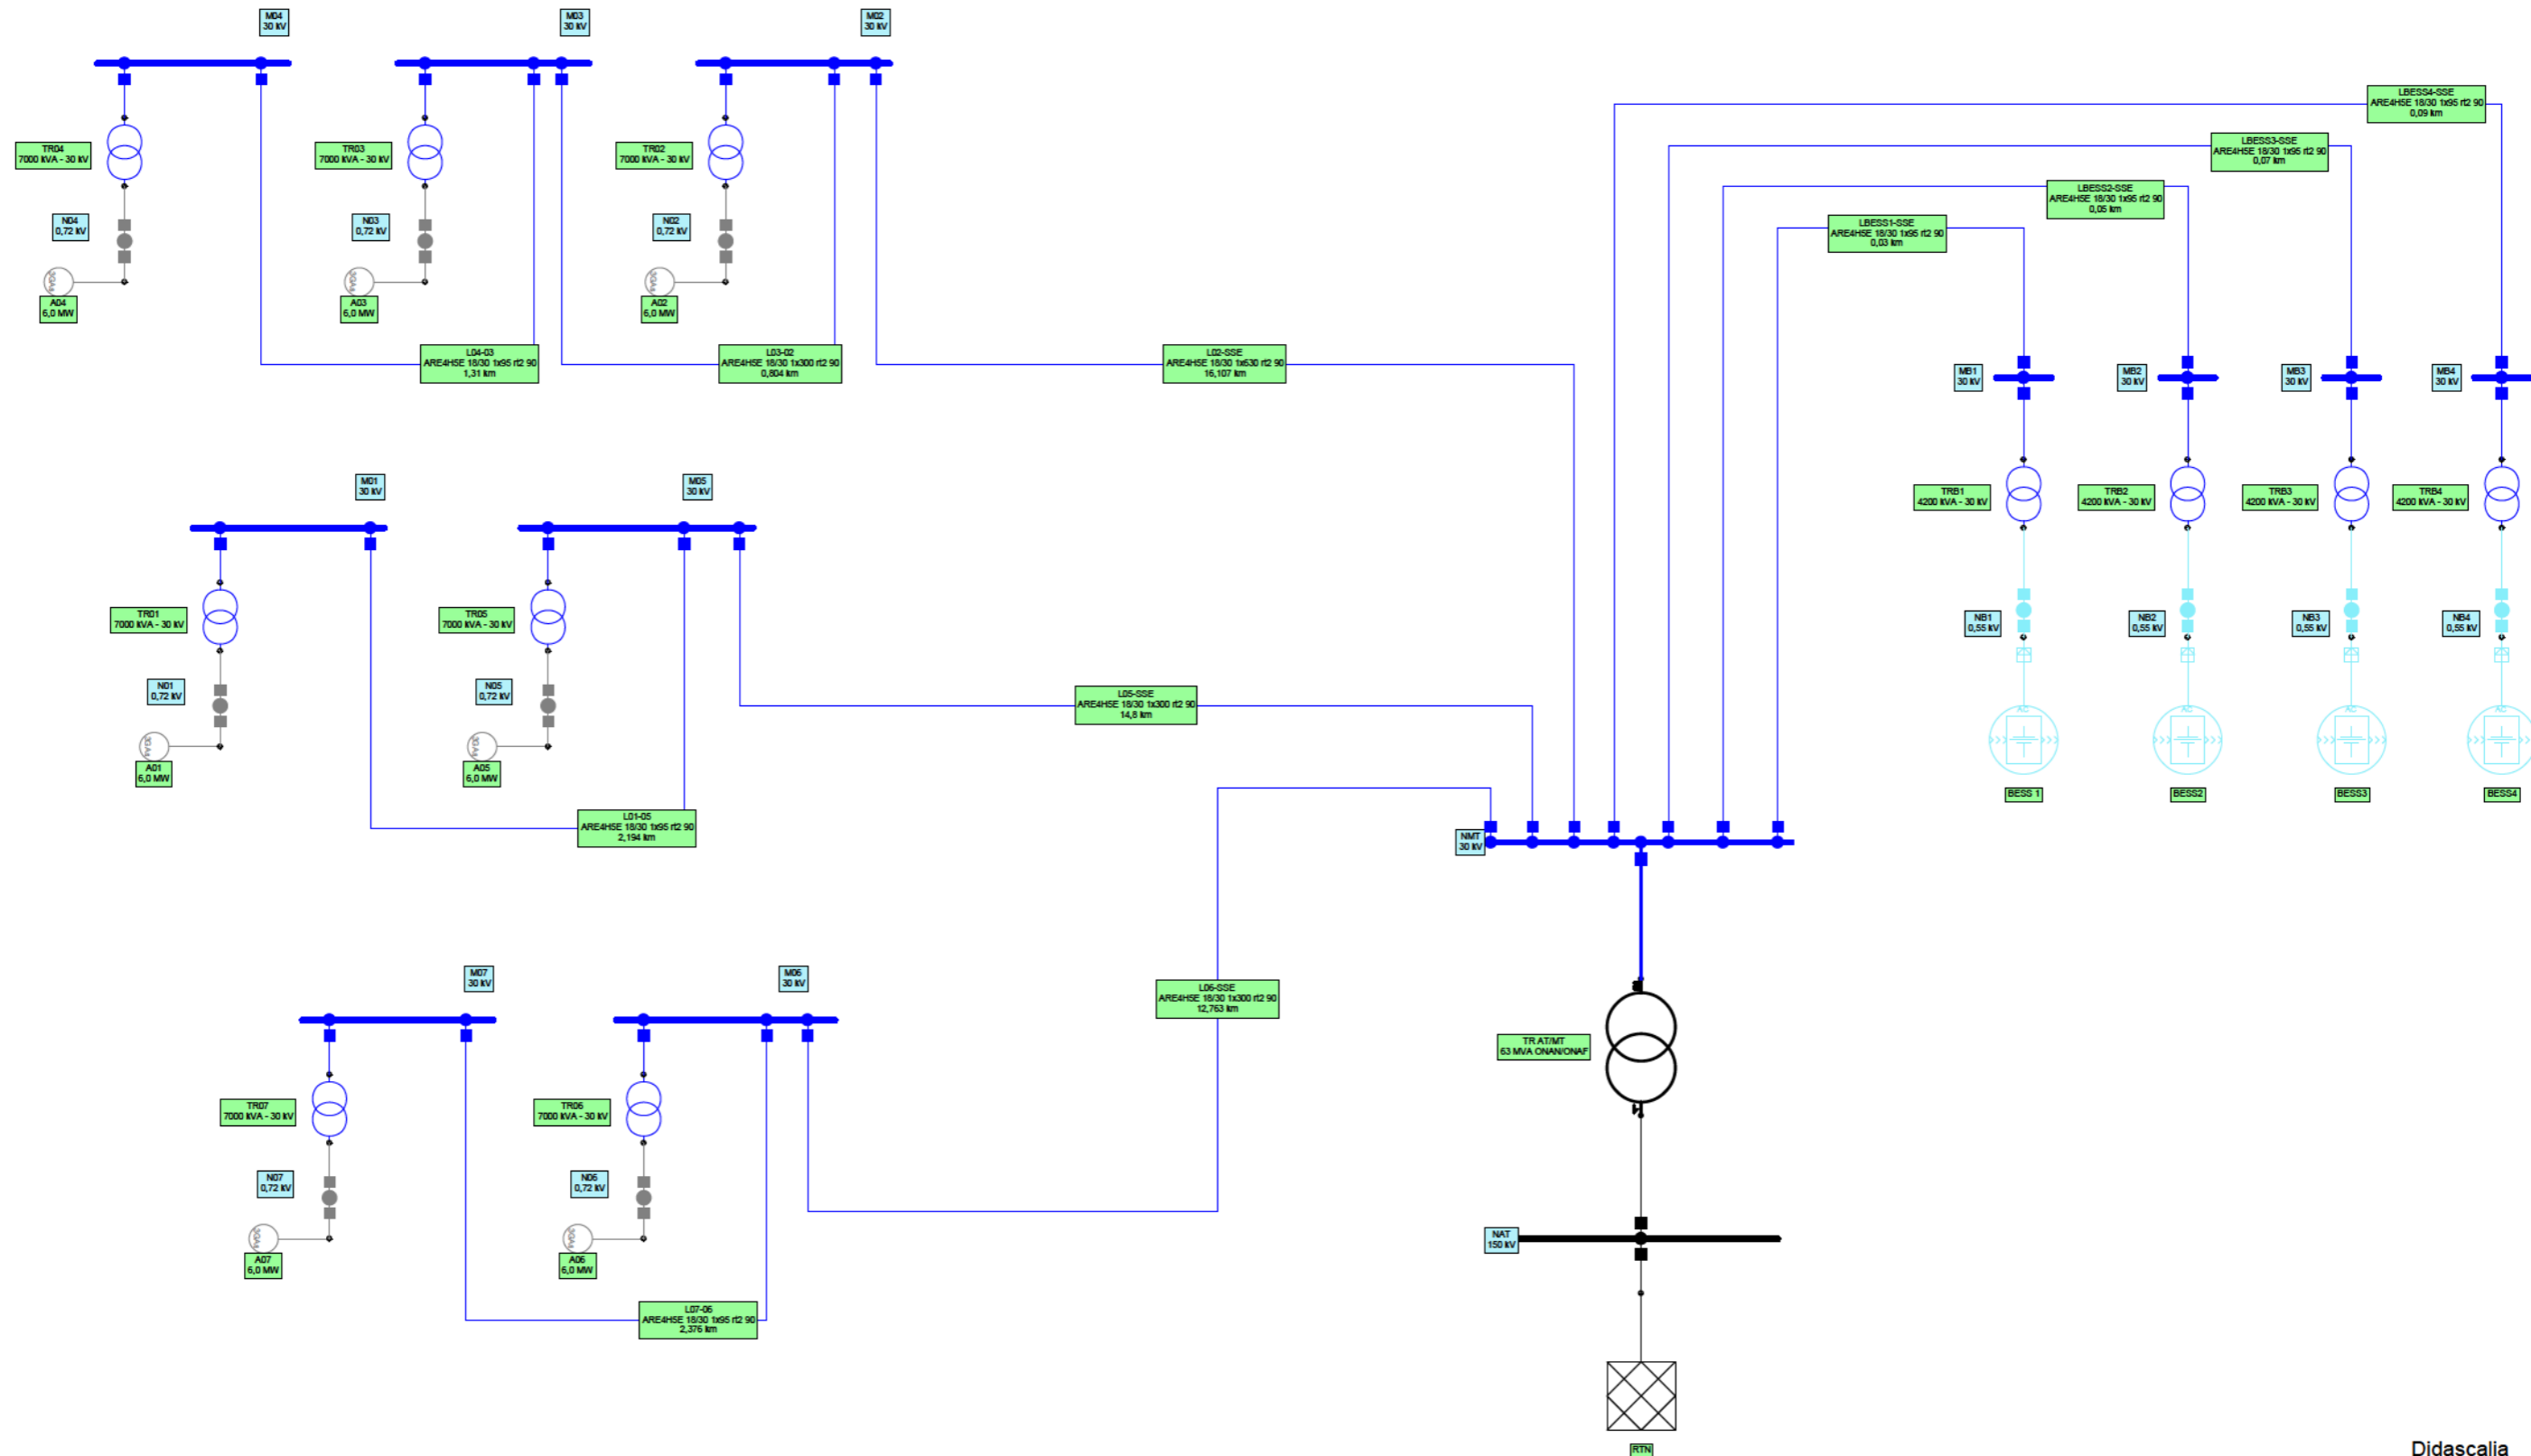 M04
30 kV
M03
30 kV
M02
30 kV
LBESS4-SSE
ARE4H5E 18/30 1x95 rt2 90
0,09 km
LBESS3-SSE
ARE4H5E 18/30 1x95 rt2 90
0,07 km
TR04
7000 kVA - 30 kV
TR03
7000 kVA - 30 kV
TR02
7000 kVA - 30 kV
LBESS2-SSE
ARE4H5E 18/30 1x95 rt2 90
0,05 km
LBESS1-SSE
ARE4H5E 18/30 1x95 rt2 90
0,03 km
N04
0,72 kV
N03
0,72 kV
N02
0,72 kV
A04
6,0 MW
A03
6,0 MW
A02
6,0 MW
L04-03
ARE4H5E 18/30 1x95 rt2 90
1,31 km
L03-02
ARE4H5E 18/30 1x300 rt2 90
0,804 km
L02-SSE
ARE4H5E 18/30 1x630 rt2 90
16,107 km
MB1
30 kV
MB2
30 kV
MB3
30 kV
MB4
30 kV
M01
30 kV
M05
30 kV
TRB1
4200 kVA - 30 kV
TRB2
4200 kVA - 30 kV
TRB3
4200 kVA - 30 kV
TRB4
4200 kVA - 30 kV
TR01
7000 kVA - 30 kV
TR05
7000 kVA - 30 kV
NB1
0,55 kV
NB2
0,55 kV
NB3
0,55 kV
NB4
0,55 kV
N01
0,72 kV
N05
0,72 kV
L05-SSE
ARE4H5E 18/30 1x300 rt2 90
14,8 km
AC
AC
AC
AC
A01
6,0 MW
A05
6,0 MW
BESS 1
BESS2
BESS3
BESS4
L01-05
ARE4H5E 18/30 1x95 rt2 90
2,194 km
NMT
30 kV
M07
30 kV
M06
30 kV
L06-SSE
ARE4H5E 18/30 1x300 rt2 90
12,763 km
TR AT/MT
63 MVA ONAN/ONAF
TR07
7000 kVA - 30 kV
TR06
7000 kVA - 30 kV
N07
0,72 kV
N06
0,72 kV
NAT
150 kV
A07
6,0 MW
A06
6,0 MW
L07-06
ARE4H5E 18/30 1x95 rt2 90
2,376 km
RTN
Didascalia